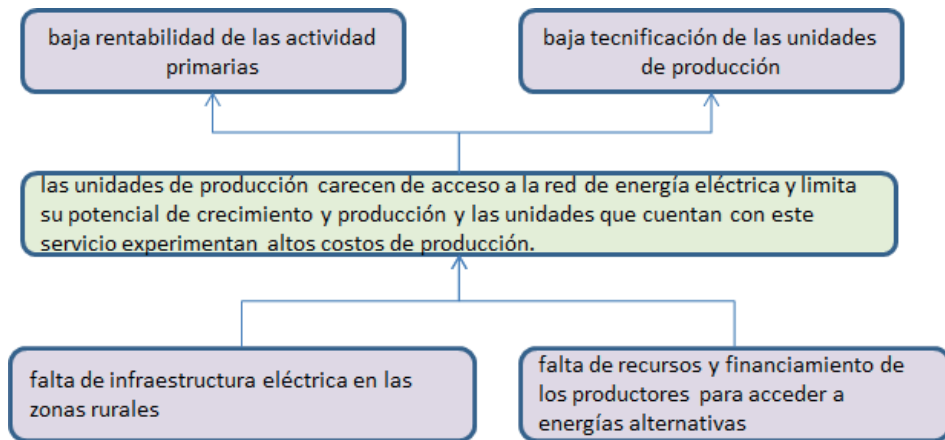 baja rentabilidad de las actividad
primarias
baja tecnificación de las unidades
de producción
las unidades de producción carecen de acceso a la red de energía eléctrica y limita
su potencial de crecimiento y producción y las unidades que cuentan con este
servicio experimentan altos costos de producción.
falta de infraestructura eléctrica en las
zonas rurales
falta de recursos y financiamiento de
los productores para acceder a
energías alternativas